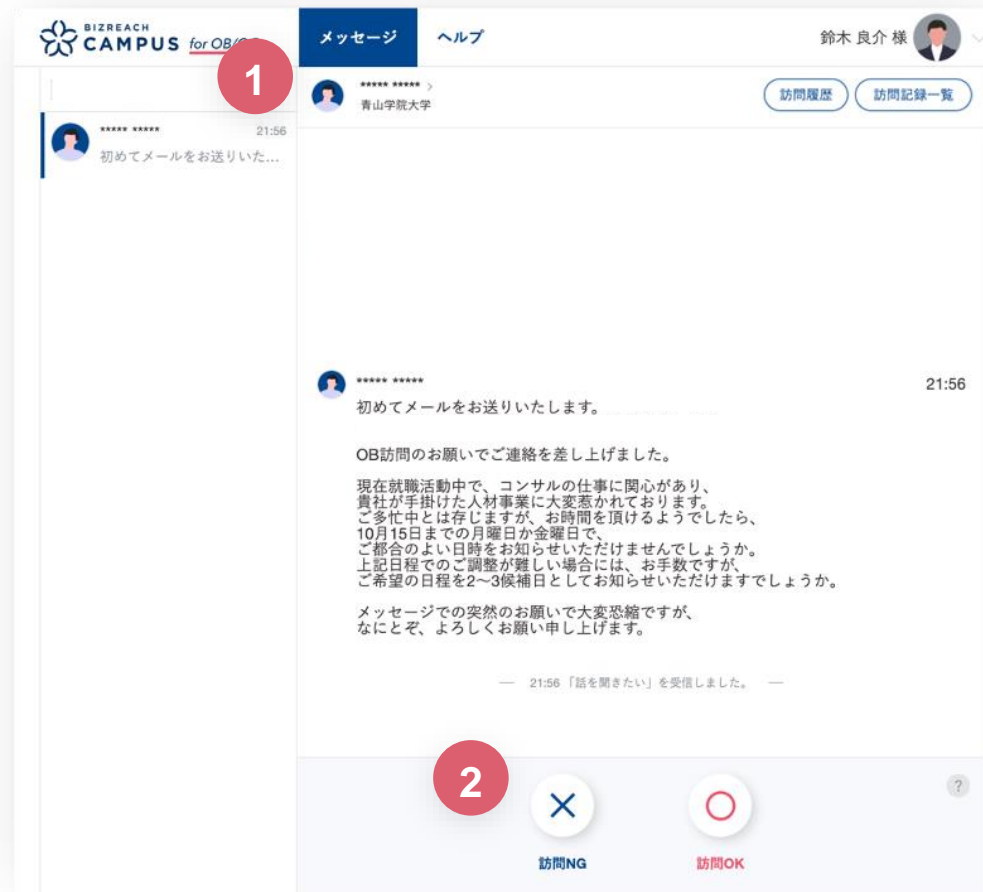 BIZREACH
CAMPUS for OB/
メッセージ
ヘルプ
鈴木 良介 様
1
***** *****
21:56
初めてメールをお送りいた...
***** ***** >
青山学院大学
訪問履歴
訪問記録一覧
***** *****
21:56
初めてメールをお送りいたします。
OB訪問のお願いでご連絡を差し上げました。
現在就職活動中で、コンサルの仕事に関心があり、
貴社が手掛けた人材事業に大変惹かれております。
ご多忙中とは存じますが、お時間を頂けるようでしたら、
10月15日までの月曜日か金曜日で、
ご都合のよい日時をお知らせいただけませんでしょうか。
上記日程でのご調整が難しい場合には、お手数ですが、
ご希望の日程を2〜3候補日としてお知らせいただけますでしょうか。
メッセージでの突然のお願いで大変恐縮ですが、
なにとぞ、よろしくお願い申し上げます。
— 21:56 「話を聞きたい」を受信しました。 —
2
?
訪問NG
訪問OK